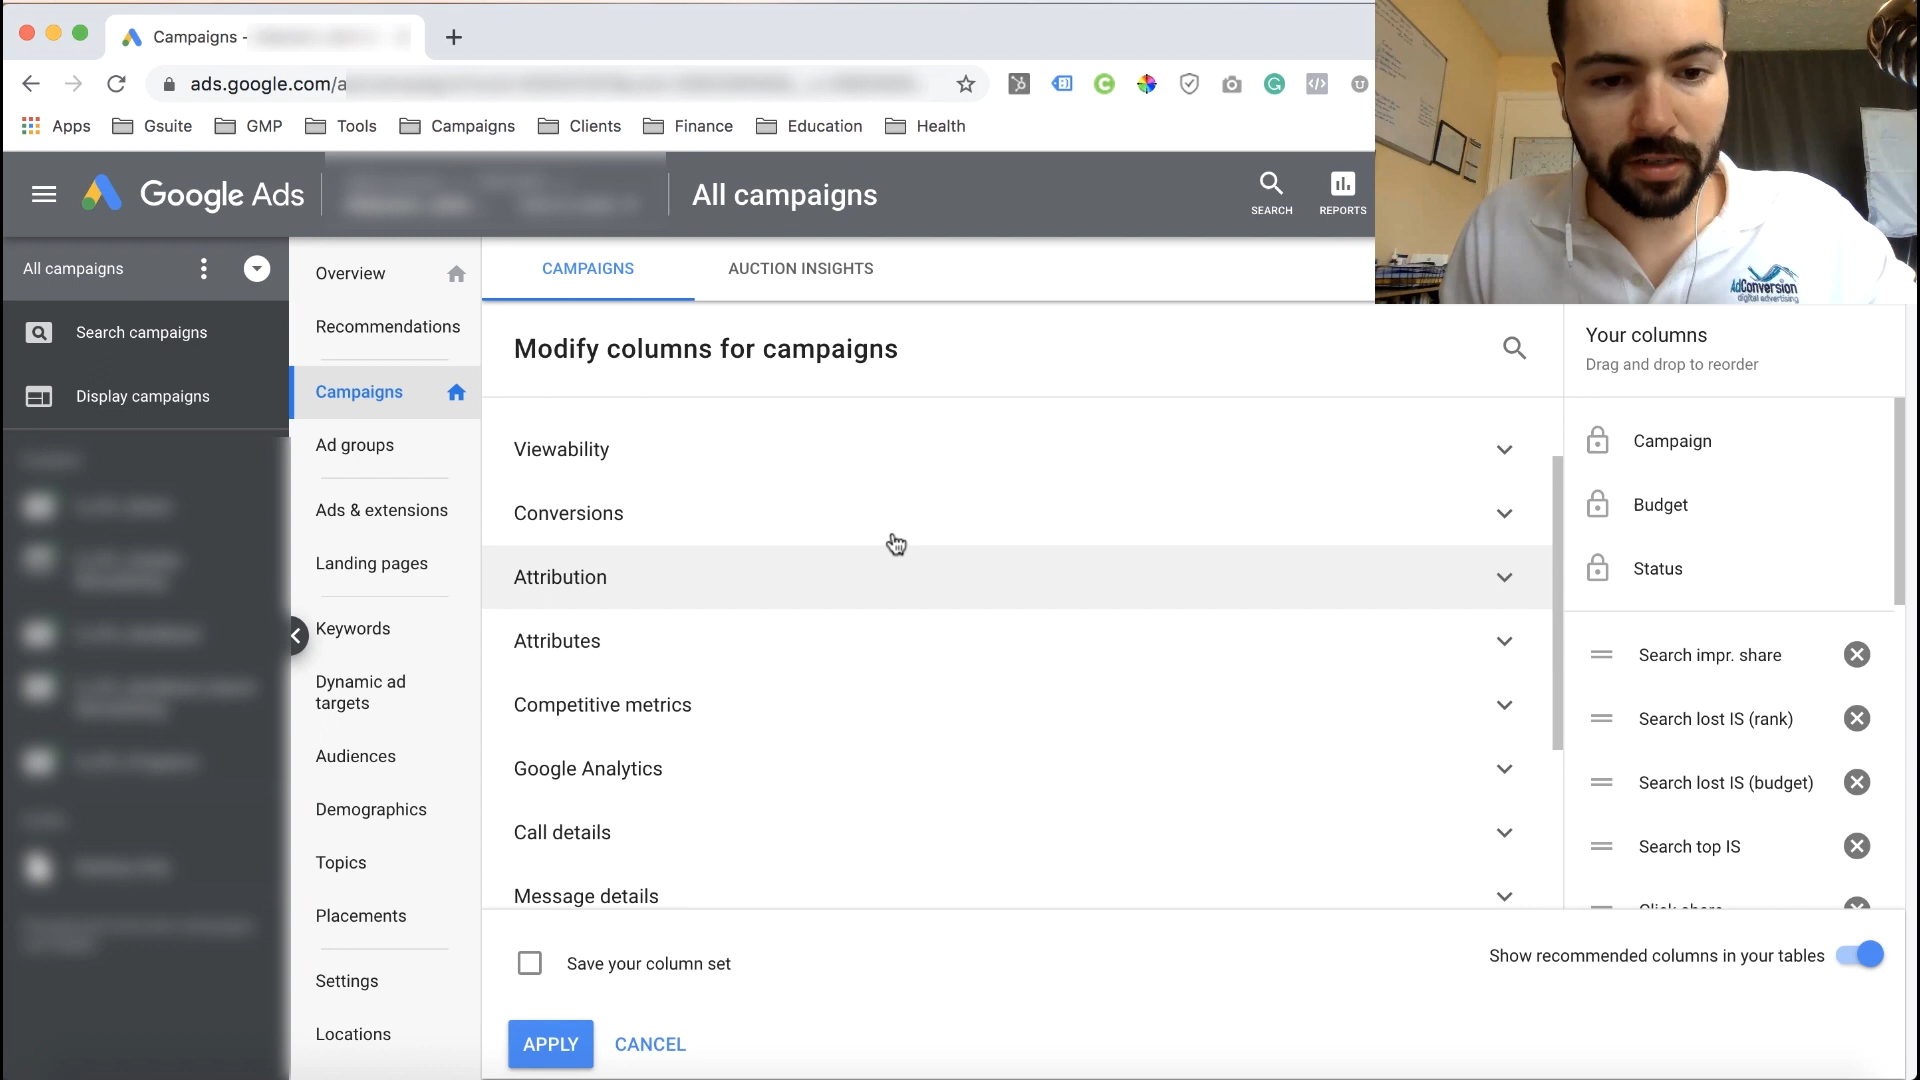 Campaigns -
ads.google.com/a
Apps
Gsuite
GMP
Tools
Campaigns
Clients
Finance
Education
Health
Google Ads
All campaigns
SEARCH
REPORTS
AdConversion
digital advertising
All campaigns
Search campaigns
Display campaigns
Overview
Recommendations
Campaigns
Ad groups
Ads & extensions
Landing pages
Keywords
Dynamic ad
targets
Audiences
Demographics
Topics
Placements
Settings
Locations
CAMPAIGNS
AUCTION INSIGHTS
Modify columns for campaigns
Viewability
Conversions
Attribution
Attributes
Competitive metrics
Google Analytics
Call details
Message details
Your columns
Drag and drop to reorder
Campaign
Budget
Status
Search impr. share
Search lost IS (rank)
Search lost IS (budget)
Search top IS
Click share
Save your column set
Show recommended columns in your tables
APPLY
CANCEL